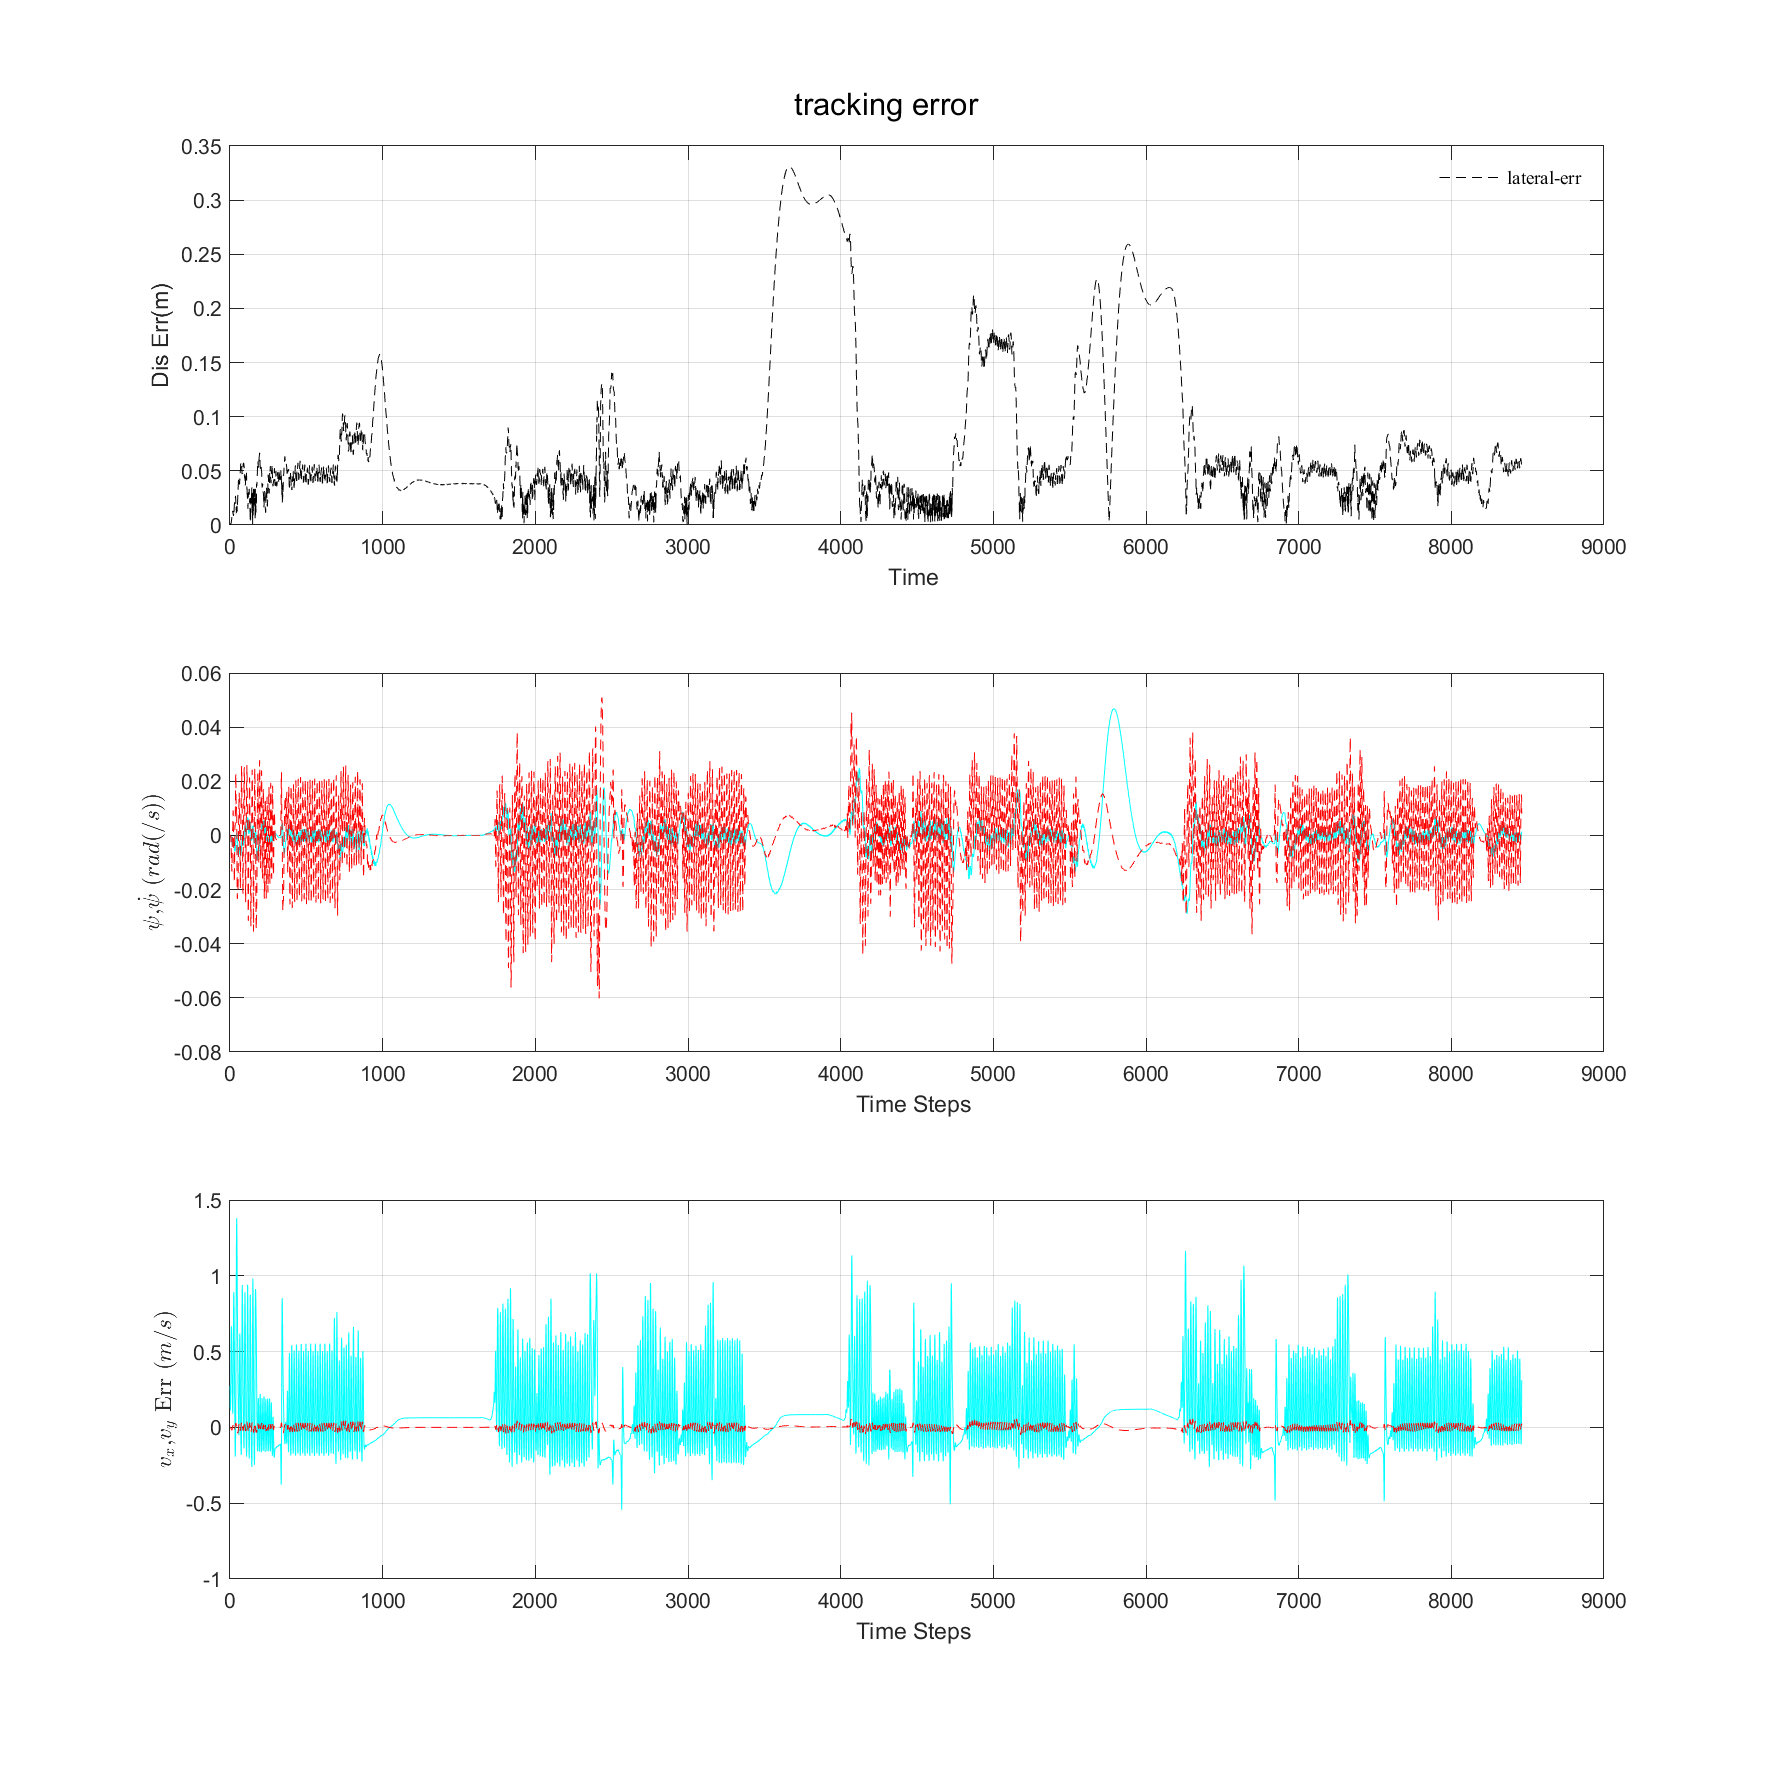 tracking error
0.35
0.3
0.25
0.2
0.15
0.1
0.05
0
Dis Err(m)
lateral-err
0 1000 2000 3000 4000 5000 6000 7000 8000 9000
Time
0.06
0.04
0.02
0
-0.02
-0.04
-0.06
-0.08
ψ,ψ̇ (rad(/s))
0 1000 2000 3000 4000 5000 6000 7000 8000 9000
Time Steps
1.5
1
0.5
0
-0.5
-1
v_x,v_y Err (m/s)
0 1000 2000 3000 4000 5000 6000 7000 8000 9000
Time Steps